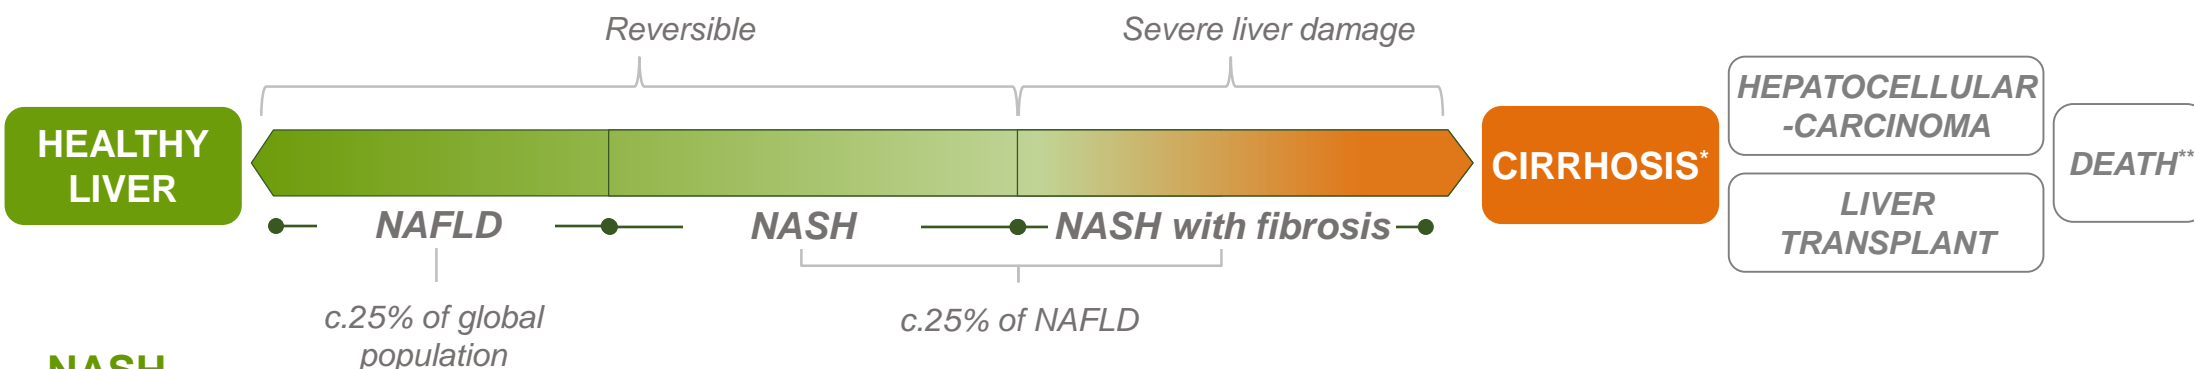 Reversible
Severe liver damage
HEALTHY
LIVER
CIRRHOSIS*
HEPATOCELLULAR
-CARCINOMA
LIVER
TRANSPLANT
DEATH**
NAFLD
NASH
NASH with fibrosis
c.25% of global
population
c.25% of NAFLD
NASH